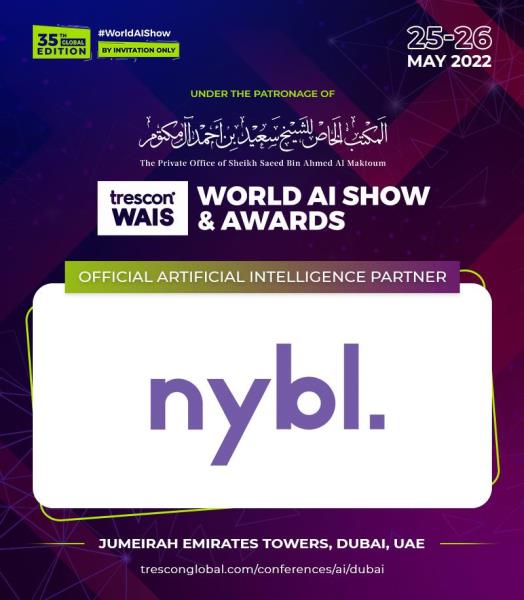 35TH GLOBAL EDITION
#WorldAIShow
BY INVITATION ONLY
25-26
MAY 2022
UNDER THE PATRONAGE OF
المكتب الخاص للشيخ سعيد بن أحمد آل مكتوم
The Private Office of Sheikh Saeed Bin Ahmed Al Maktoum
trescon
WAIS
WORLD AI SHOW
& AWARDS
OFFICIAL ARTIFICIAL INTELLIGENCE PARTNER
nybl.
JUMEIRAH EMIRATES TOWERS, DUBAI, UAE
tresconglobal.com/conferences/ai/dubai